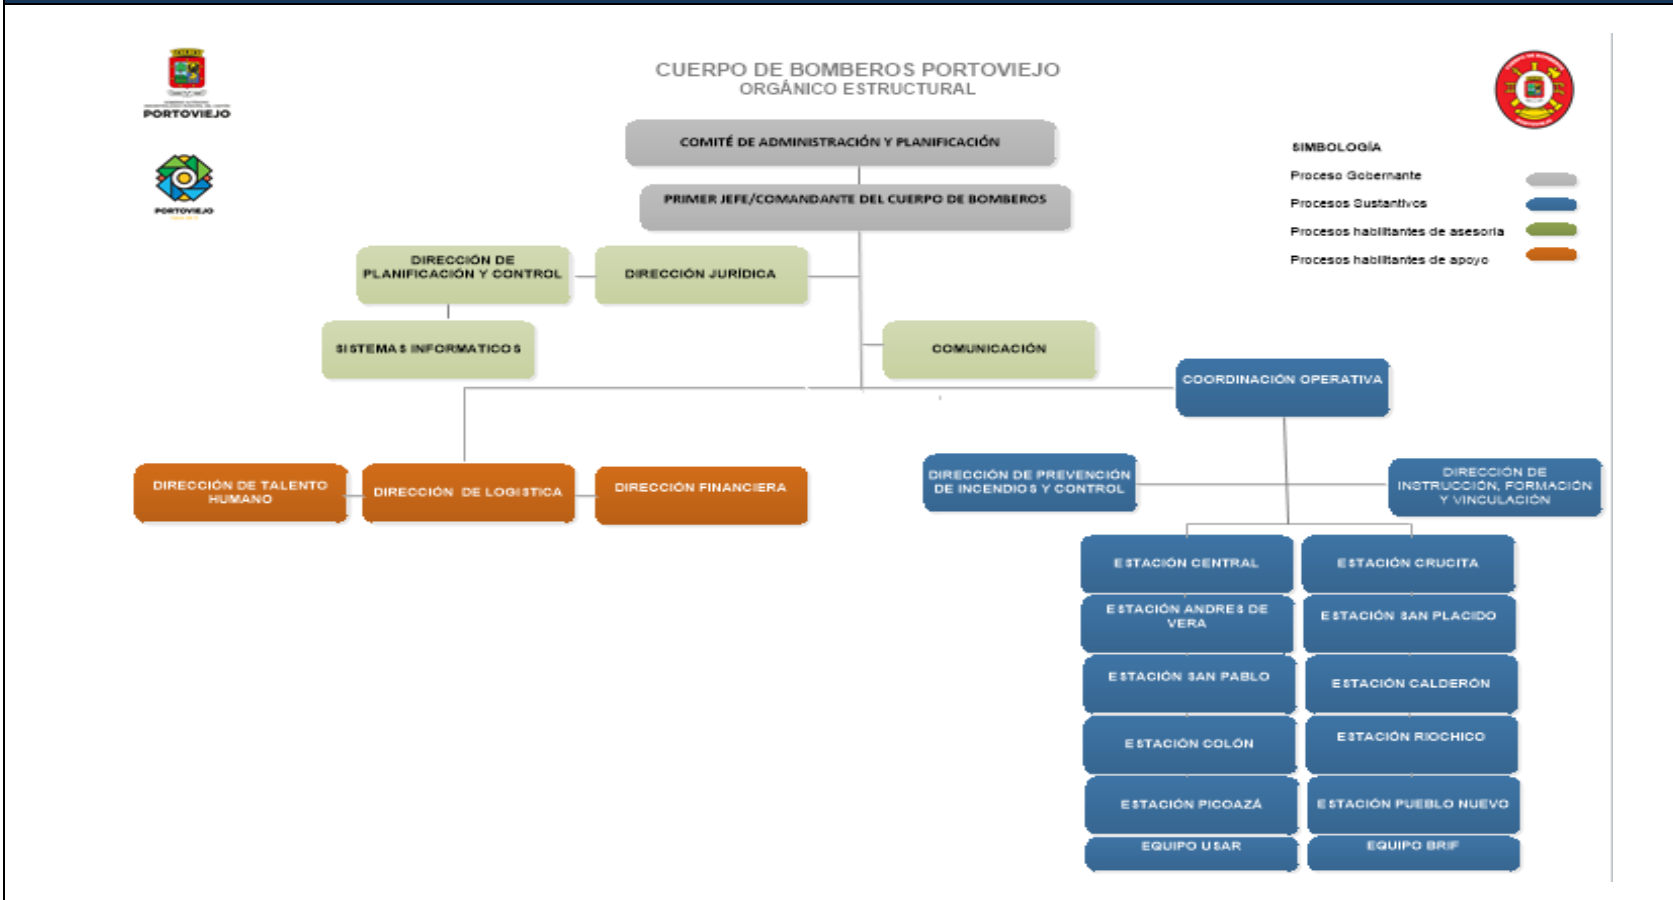 CUERPO DE BOMBEROS PORTOVIEJO
ORGÁNICO ESTRUCTURAL
PORTOVIEJO
PORTOVIEJO
COMITÉ DE ADMINISTRACIÓN Y PLANIFICACIÓN
PRIMER JEFE/COMANDANTE DEL CUERPO DE BOMBEROS
SIMBOLOGÍA
Proceso Gobernante
Procesos Sustantivos
Procesos habilitantes de asesoría
Procesos habilitantes de apoyo
DIRECCIÓN DE
PLANIFICACIÓN Y CONTROL
DIRECCIÓN JURÍDICA
SISTEMAS INFORMATICOS
COMUNICACIÓN
COORDINACIÓN OPERATIVA
DIRECCIÓN DE TALENTO
HUMANO
DIRECCIÓN DE LOGISTICA
DIRECCIÓN FINANCIERA
DIRECCIÓN DE PREVENCIÓN
DE INCENDIOS Y CONTROL
DIRECCIÓN DE
INSTRUCCIÓN, FORMACIÓN
Y VINCULACIÓN
ESTACIÓN CENTRAL
ESTACIÓN CRUCITA
ESTACIÓN ANDRES DE
VERA
ESTACIÓN SAN PLACIDO
ESTACIÓN SAN PABLO
ESTACIÓN CALDERÓN
ESTACIÓN COLÓN
ESTACIÓN RIOCHICO
ESTACIÓN PICOAZÁ
ESTACIÓN PUEBLO NUEVO
EQUIPO USAR
EQUIPO BRIF